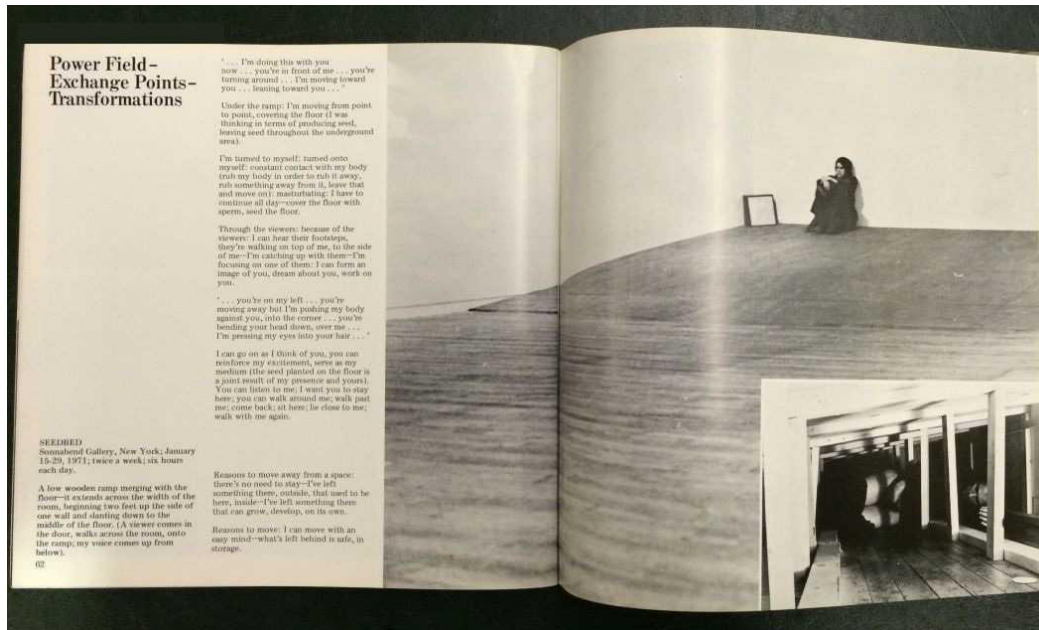 Power Field–
Exchange Points–
Transformations
" . . . I'm doing this with you
now . . . you're in front of me . . . you're
turning around . . . I'm moving toward
you . . . leaning toward you . . . "
Under the ramp: I'm moving from point
to point, covering the floor (I was
thinking in terms of producing seed,
leaving seed throughout the underground
area).
I'm turned to myself: turned onto
myself: constant contact with my body
(rub my body in order to rub it away,
rub something away from it, leave that
and move on): masturbating: I have to
continue all day—cover the floor with
sperm, seed the floor.
Through the viewers: because of the
viewers: I can hear their footsteps,
they're walking on top of me, to the side
of me—I'm catching up with them—I'm
focusing on one of them: I can form an
image of you, dream about you, work on
you.
" . . . you're on my left . . . you're
moving away but I'm pushing my body
against you, into the corner . . . you're
bending your head down, over me . . .
I'm pressing my eyes into your hair . . . "
I can go on as I think of you, you can
reinforce my excitement, serve as my
medium (the seed planted on the floor is
a joint result of my presence and yours).
You can listen to me; I want you to stay
here; you can walk around me; walk past
me; come back; sit here; lie close to me;
walk with me again.
Reasons to move away from a space:
there's no need to stay—I've left
something there, outside, that used to be
here, inside—I've left something there
that can grow, develop, on its own.
Reasons to move: I can move with an
easy mind—what's left behind is safe, in
storage.
SEEDBED
Sonnabend Gallery, New York; January
15-29, 1971; twice a week; six hours
each day.
A low wooden ramp merging with the
floor—it extends across the width of the
room, beginning two feet up the side of
one wall and slanting down to the
middle of the floor. (A viewer comes in
the door, walks across the room, onto
the ramp; my voice comes up from
below).
62